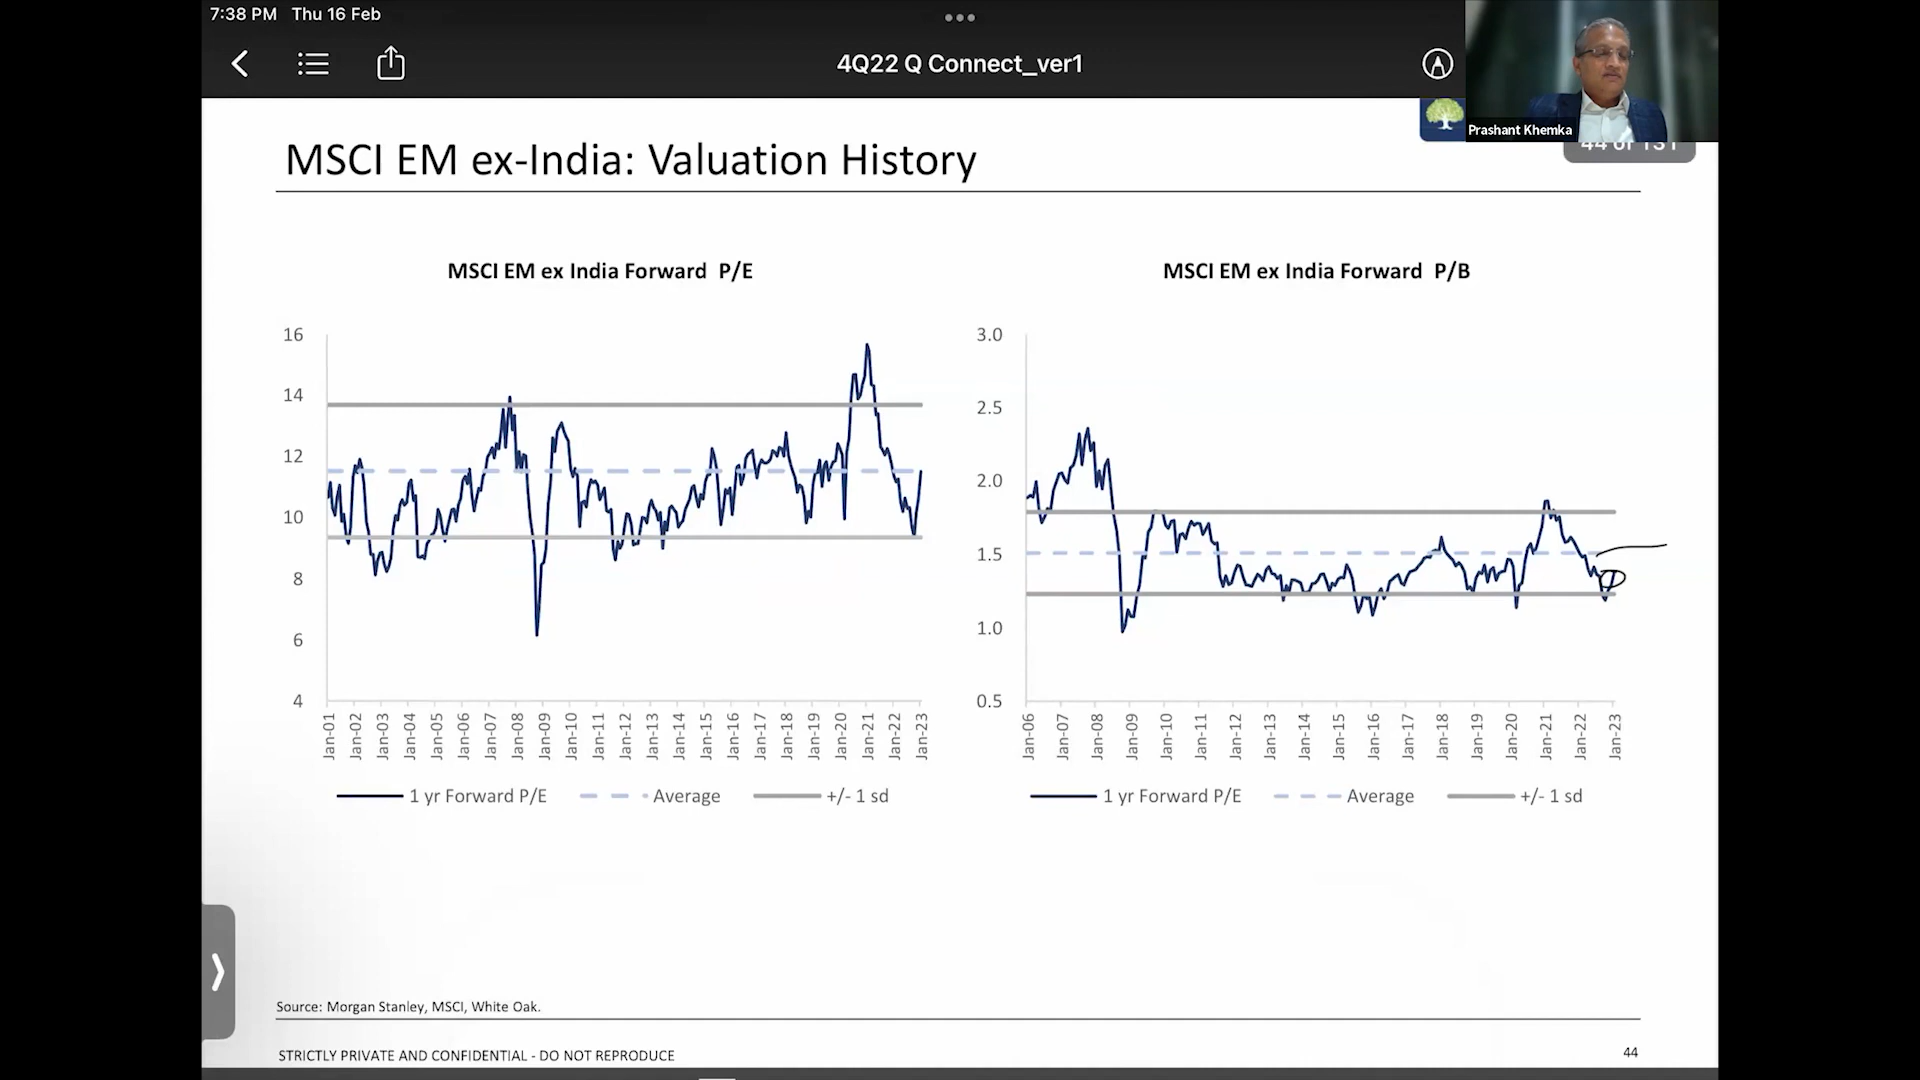 7:38 PM Thu 16 Feb
4Q22 Q Connect_ver1
Prashant Khemka
44 of 131
MSCI EM ex-India: Valuation History
MSCI EM ex India Forward P/E
16
14
12
10
8
6
4
Jan-01
Jan-02
Jan-03
Jan-04
Jan-05
Jan-06
Jan-07
Jan-08
Jan-09
Jan-10
Jan-11
Jan-12
Jan-13
Jan-14
Jan-15
Jan-16
Jan-17
Jan-18
Jan-19
Jan-20
Jan-21
Jan-22
Jan-23
1 yr Forward P/E Average +/- 1 sd
MSCI EM ex India Forward P/B
3.0
2.5
2.0
1.5
1.0
0.5
Jan-06
Jan-07
Jan-08
Jan-09
Jan-10
Jan-11
Jan-12
Jan-13
Jan-14
Jan-15
Jan-16
Jan-17
Jan-18
Jan-19
Jan-20
Jan-21
Jan-22
Jan-23
1 yr Forward P/E Average +/- 1 sd
Source: Morgan Stanley, MSCI, White Oak.
STRICTLY PRIVATE AND CONFIDENTIAL - DO NOT REPRODUCE
44